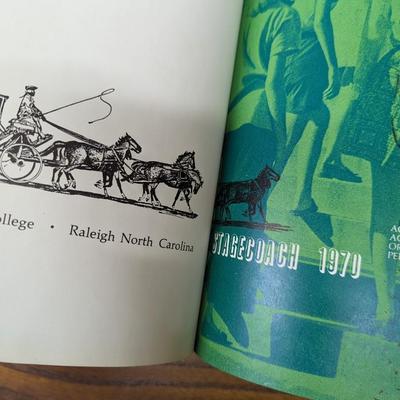 ollege • Raleigh North Carolina
STAGECOACH 1970